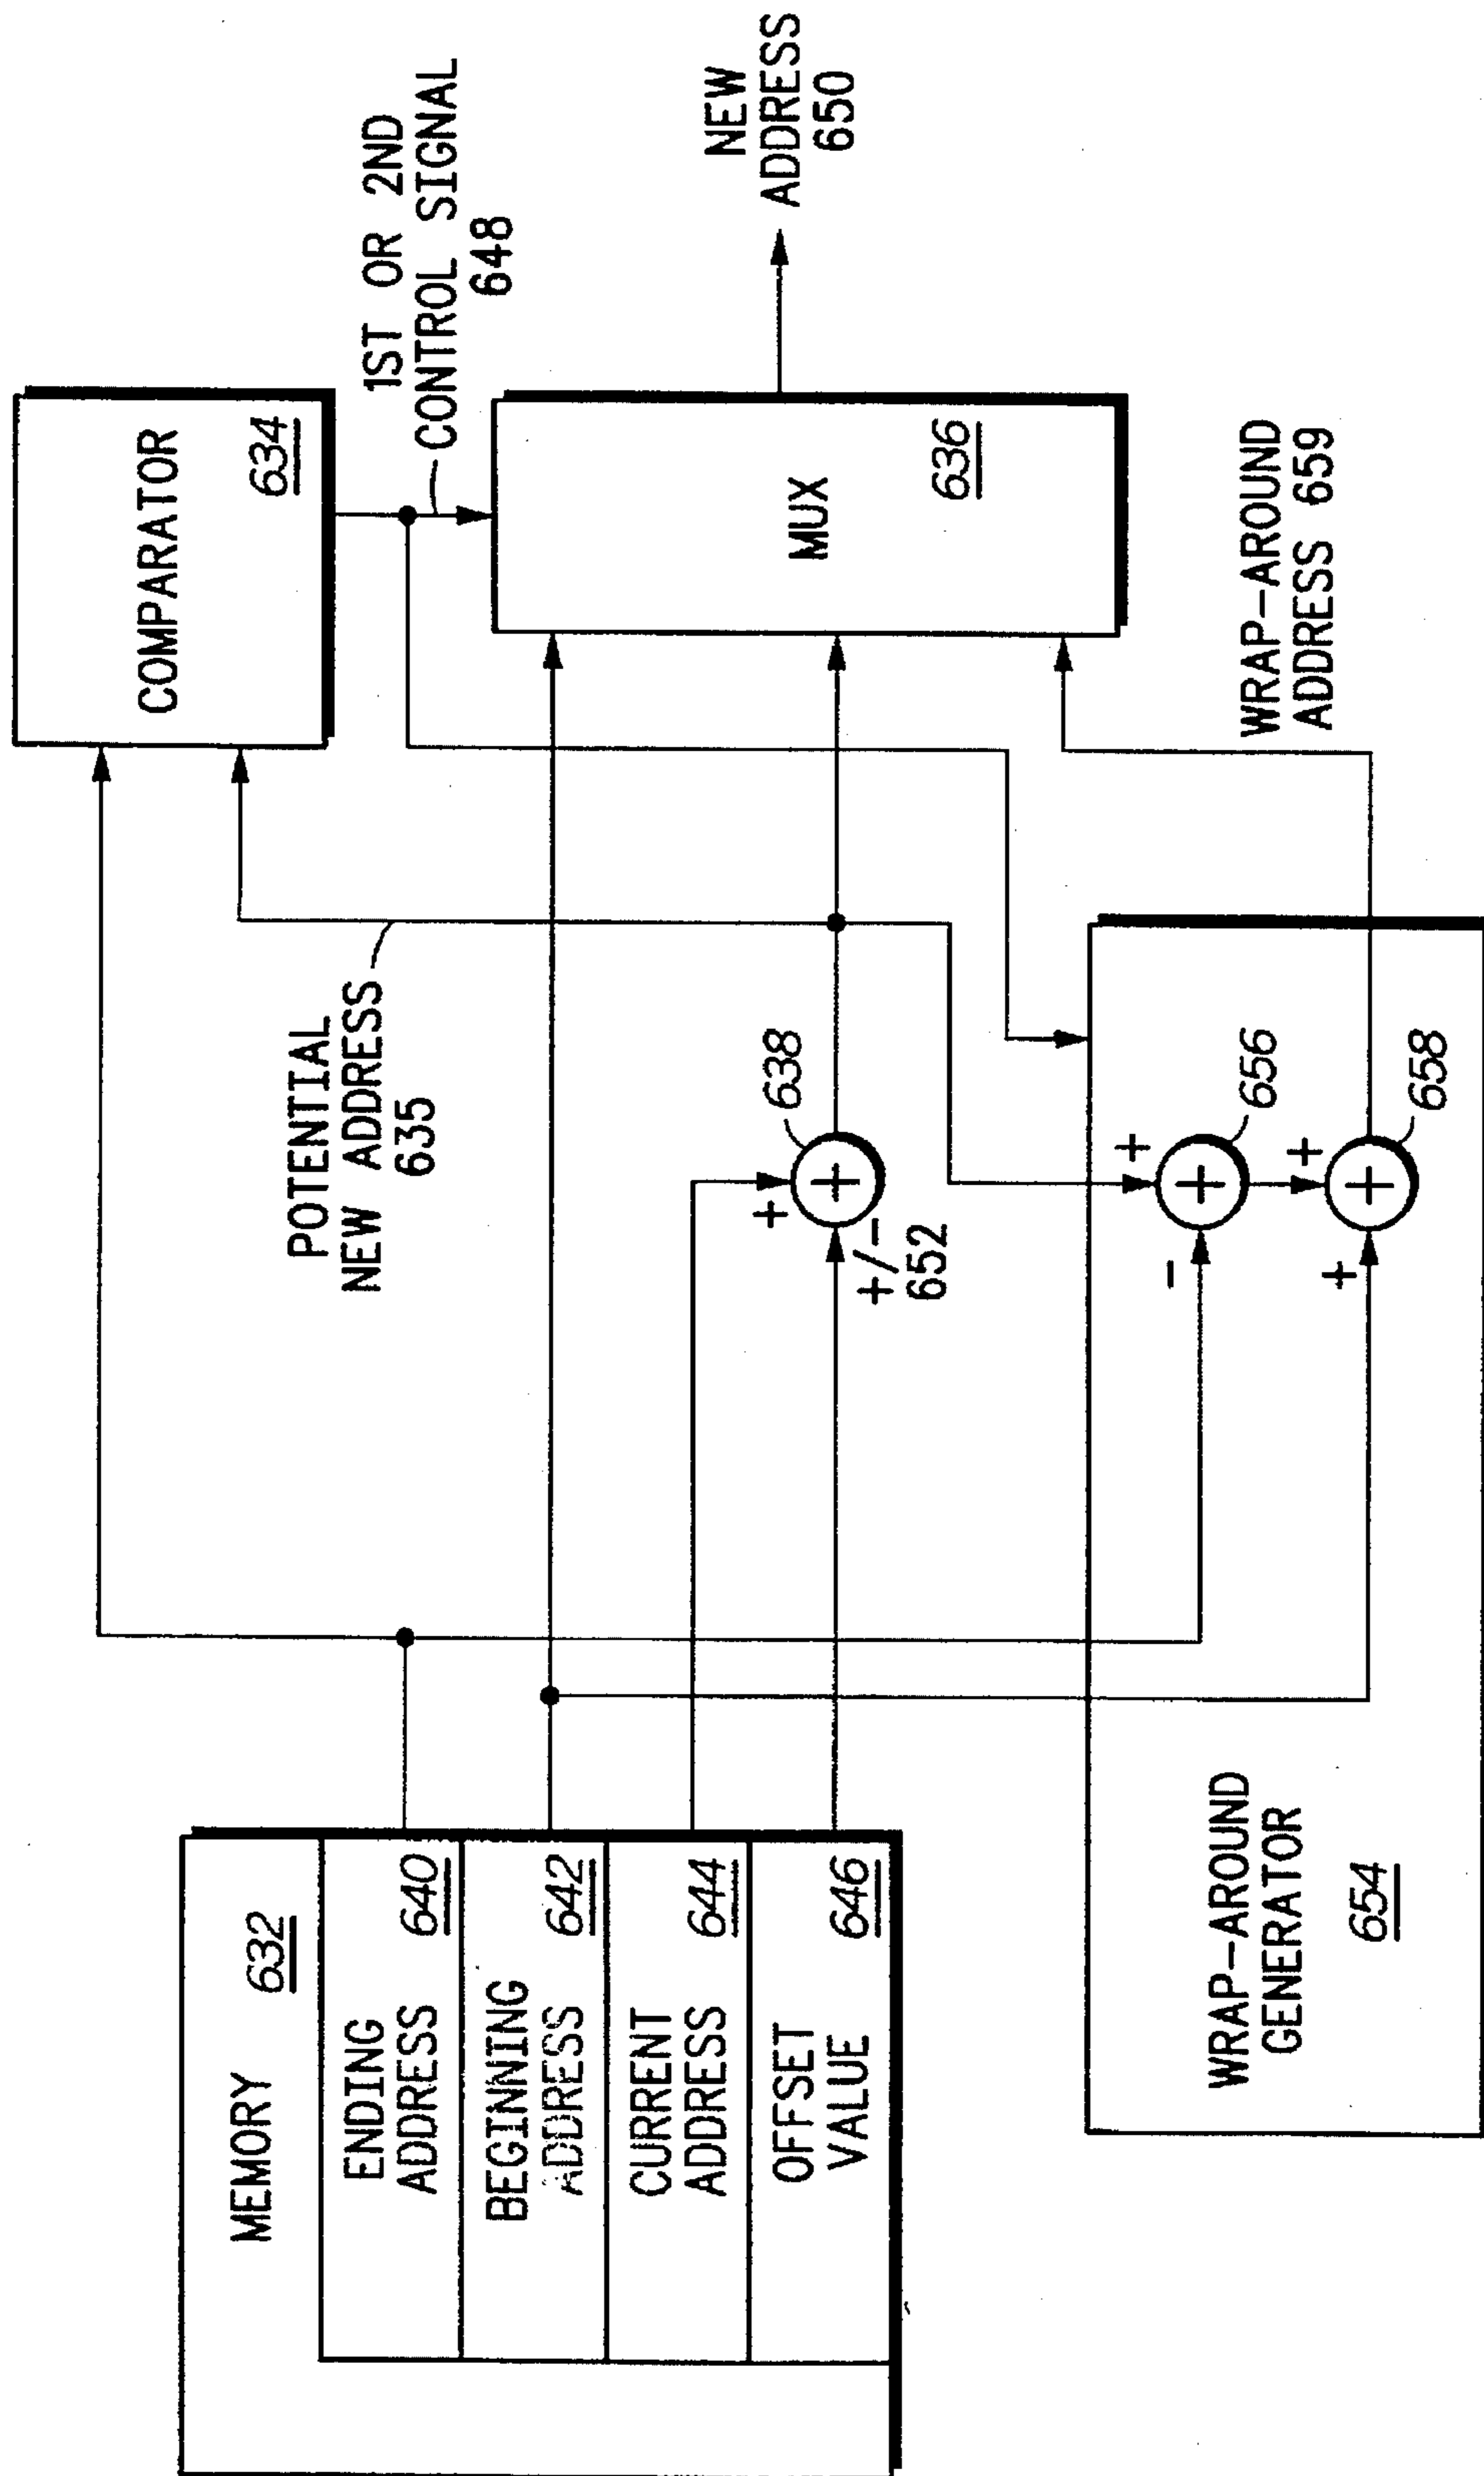 MEMORY
632
ENDING
ADDRESS
640
BEGINNING
ADDRESS
642
CURRENT
ADDRESS
644
OFFSET
VALUE
646
POTENTIAL
NEW ADDRESS
635
+
+/-
652
+
638
COMPARATOR
634
1ST OR 2ND
CONTROL SIGNAL
648
MUX
636
NEW
ADDRESS
650
WRAP-AROUND
GENERATOR
654
+
-
+
656
+
+
+
658
WRAP-AROUND
ADDRESS 659